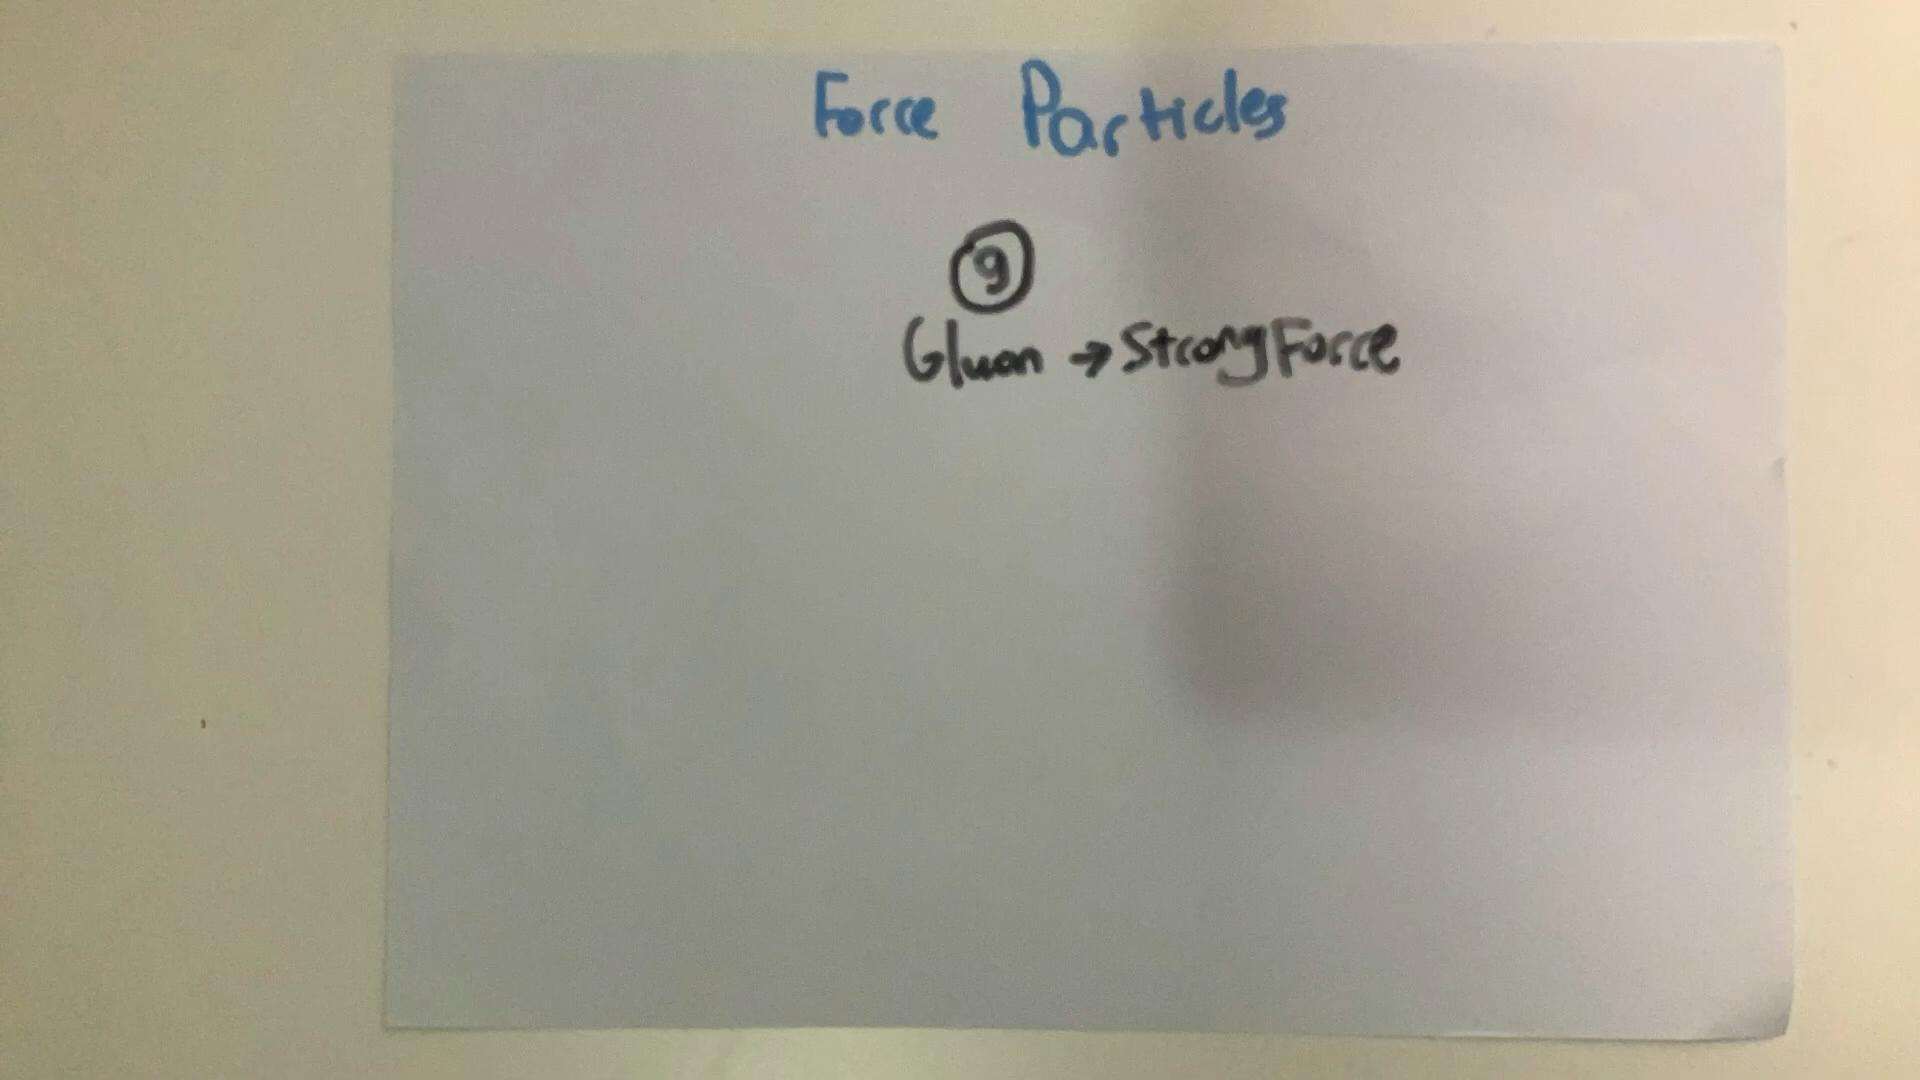 Force Particles
g
Gluon → Strong Force